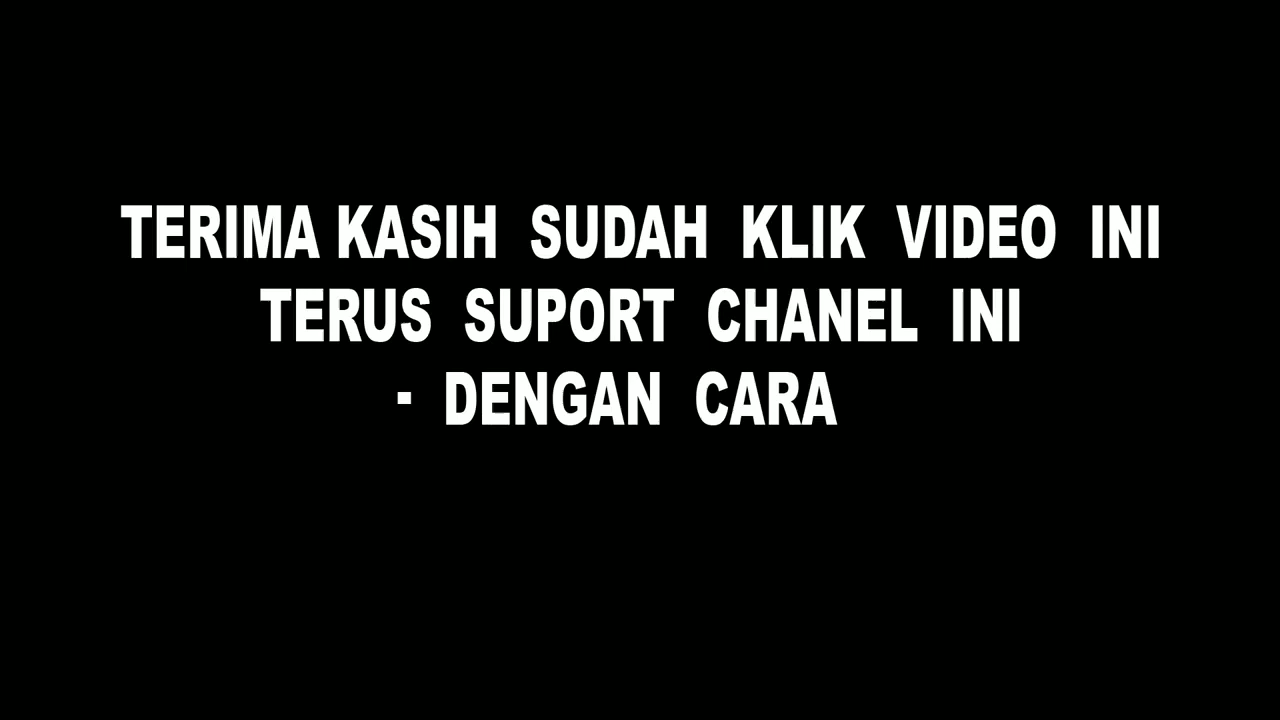 TERIMA KASIH SUDAH KLIK VIDEO INI
TERUS SUPORT CHANEL INI
- DENGAN CARA